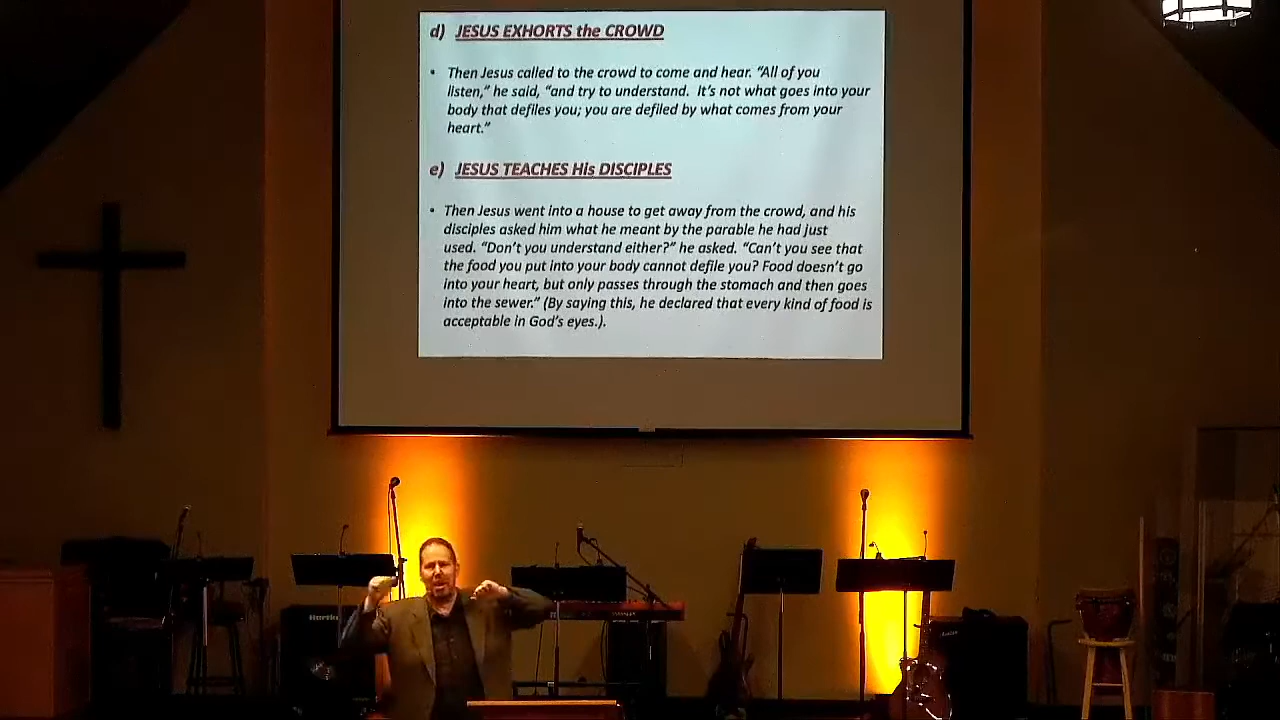 d) JESUS EXHORTS the CROWD
• Then Jesus called to the crowd to come and hear. “All of you
listen,” he said, “and try to understand. It’s not what goes into your
body that defiles you; you are defiled by what comes from your
heart.”
e) JESUS TEACHES His DISCIPLES
• Then Jesus went into a house to get away from the crowd, and his
disciples asked him what he meant by the parable he had just
used. “Don’t you understand either?” he asked. “Can’t you see that
the food you put into your body cannot defile you? Food doesn’t go
into your heart, but only passes through the stomach and then goes
into the sewer.” (By saying this, he declared that every kind of food is
acceptable in God’s eyes.).